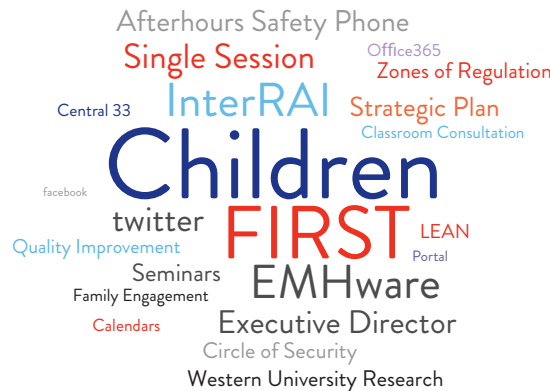 Afterhours Safety Phone
Single Session
Office365
Zones of Regulation
InterRAI
Strategic Plan
Central 33
Classroom Consultation
Children
facebook
twitter
FIRST
LEAN
Quality Improvement
Portal
Seminars
EMHware
Family Engagement
Calendars
Executive Director
Circle of Security
Western University Research